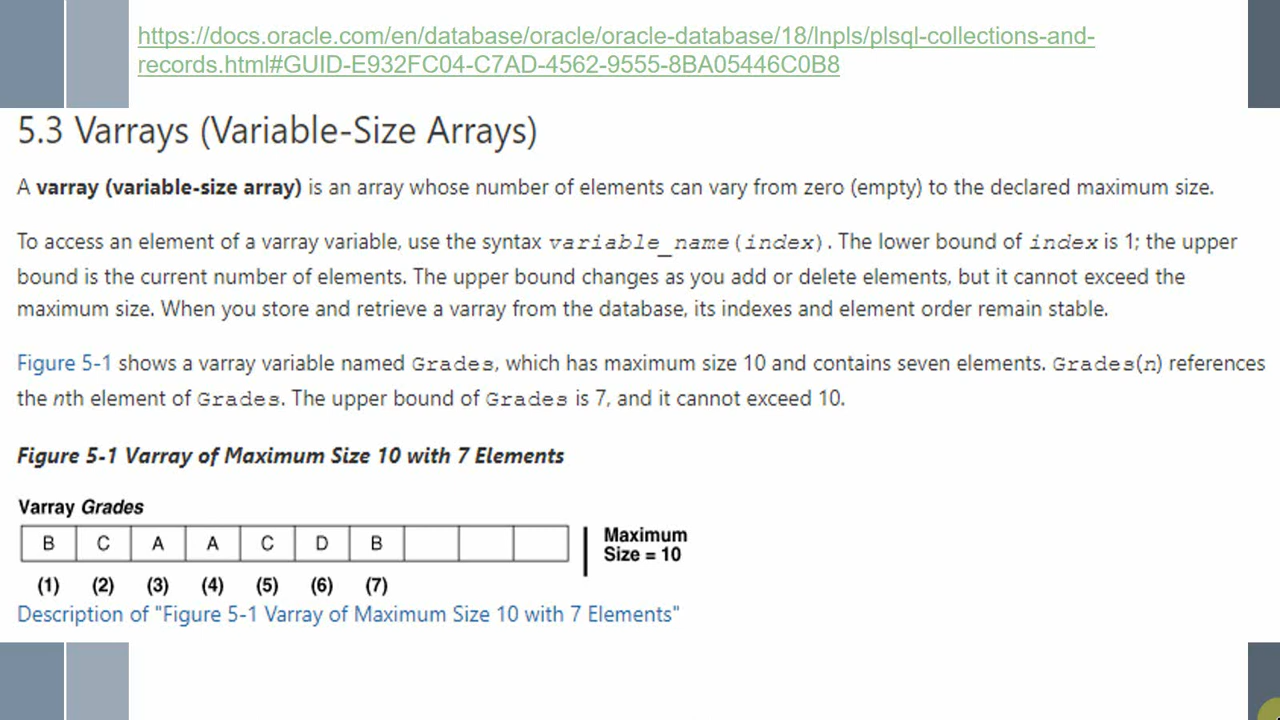 https://docs.oracle.com/en/database/oracle/oracle-database/18/lnpls/plsql-collections-and-
records.html#GUID-E932FC04-C7AD-4562-9555-8BA05446C0B8
5.3 Varrays (Variable-Size Arrays)
A varray (variable-size array) is an array whose number of elements can vary from zero (empty) to the declared maximum size.
To access an element of a varray variable, use the syntax variable_name(index). The lower bound of index is 1; the upper
bound is the current number of elements. The upper bound changes as you add or delete elements, but it cannot exceed the
maximum size. When you store and retrieve a varray from the database, its indexes and element order remain stable.
Figure 5-1 shows a varray variable named Grades, which has maximum size 10 and contains seven elements. Grades(n) references
the nth element of Grades. The upper bound of Grades is 7, and it cannot exceed 10.
Figure 5-1 Varray of Maximum Size 10 with 7 Elements
Varray Grades
B C A A C D B
Maximum
Size = 10
(1) (2) (3) (4) (5) (6) (7)
Description of "Figure 5-1 Varray of Maximum Size 10 with 7 Elements"